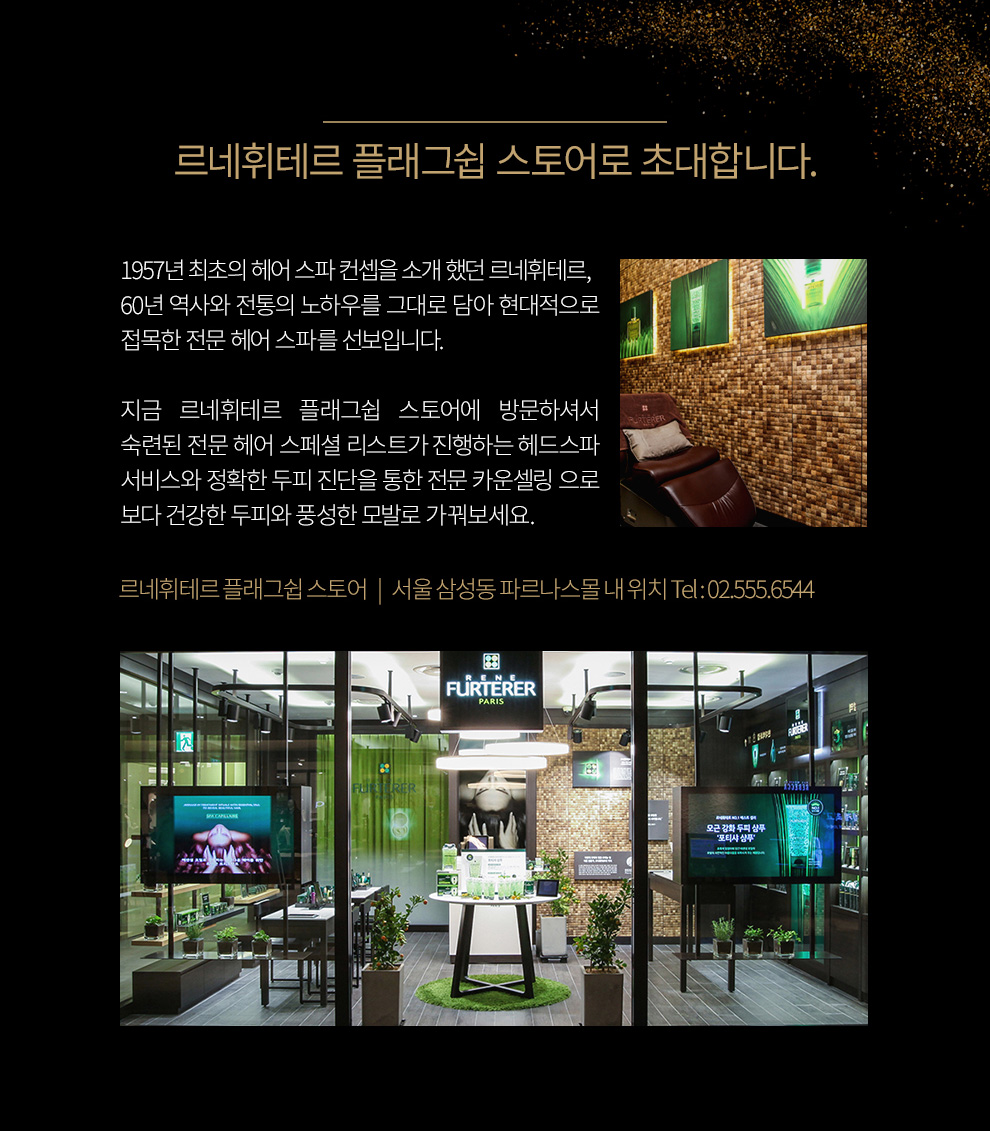 르네휘테르 플래그쉽 스토어로 초대합니다.
1957년 최초의 헤어 스파 컨셉을 소개 했던 르네휘테르,
60년 역사와 전통의 노하우를 그대로 담아 현대적으로
접목한 전문 헤어 스파를 선보입니다.
지금 르네휘테르 플래그쉽 스토어에 방문하셔서
숙련된 전문 헤어 스페셜 리스트가 진행하는 헤드스파
서비스와 정확한 두피 진단을 통한 전문 카운셀링 으로
보다 건강한 두피와 풍성한 모발로 가꿔보세요.
FURTERER
르네휘테르 플래그쉽 스토어 | 서울 삼성동 파르나스몰 내 위치 Tel : 02.555.6544
RENE
FURTERER
PARIS
RENE
FURTERER
PARIS
FURTERER
모근 강화 두피 샴푸
'포티샤 샴푸'